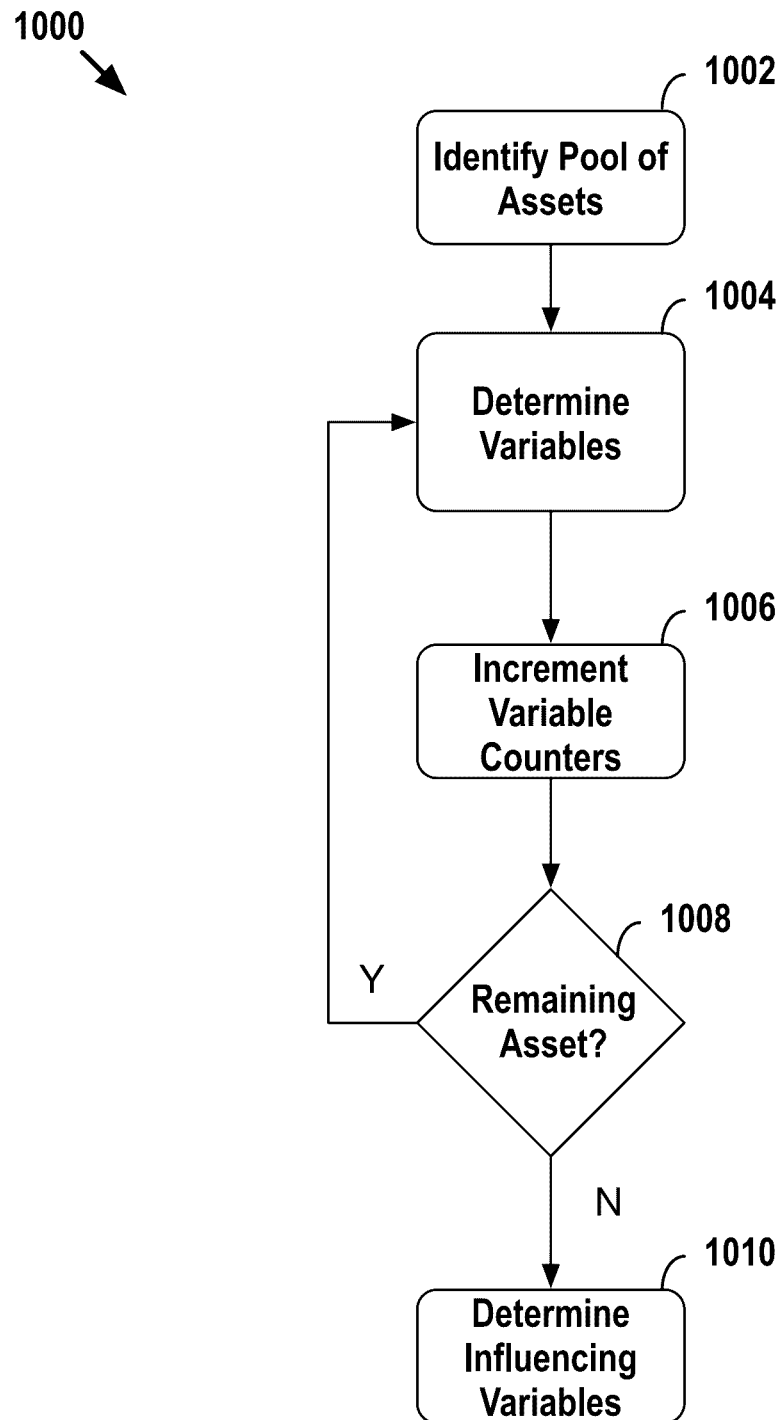 1000
1002
Identify Pool of
Assets
1004
Determine
Variables
1006
Increment
Variable
Counters
1008
Y
Remaining
Asset?
N
1010
Determine
Influencing
Variables